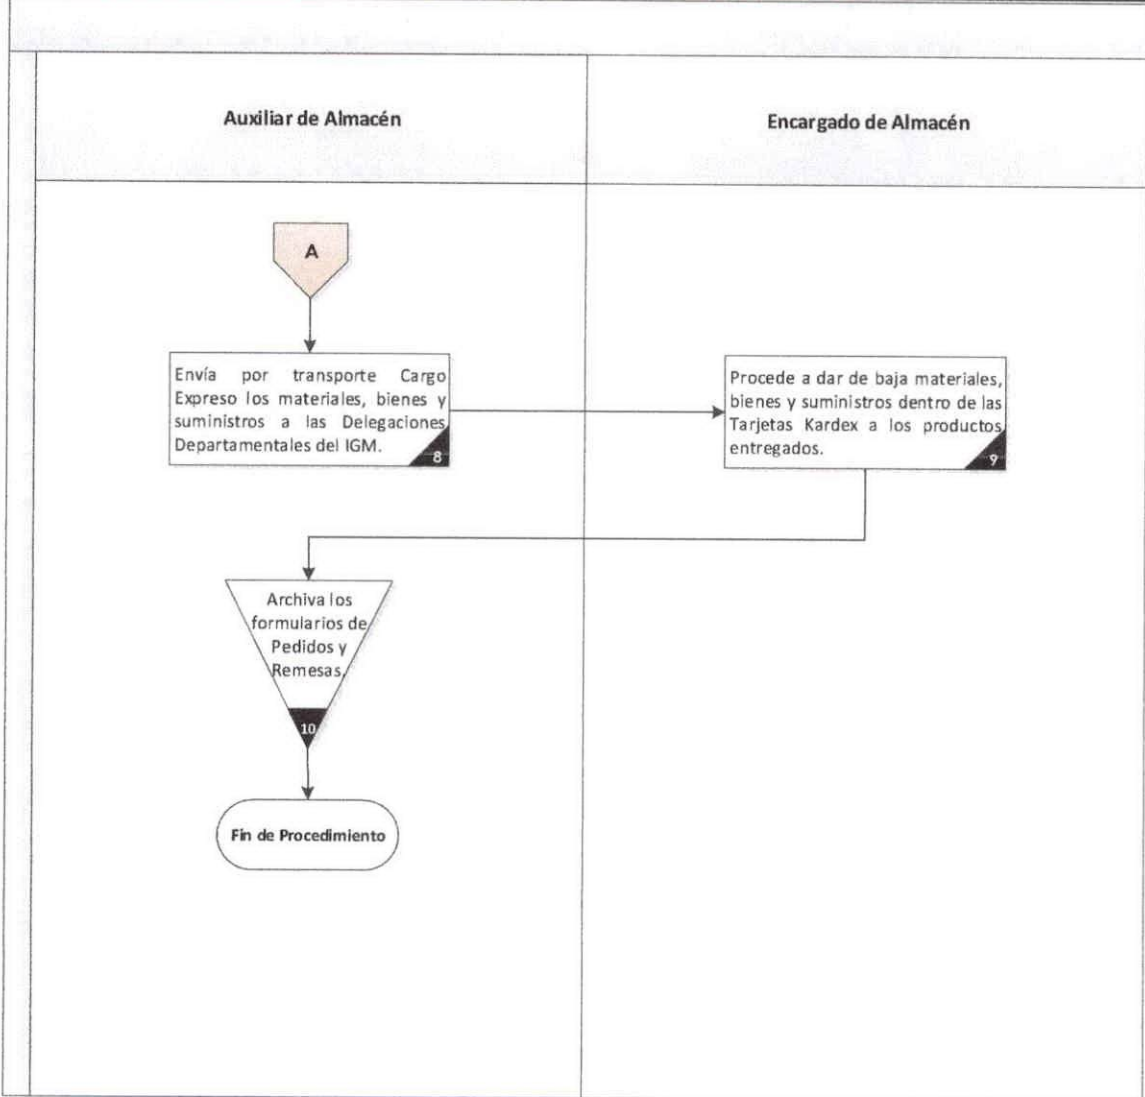 Auxiliar de Almacén
Encargado de Almacén
A
Envía por transporte Cargo
Expreso los materiales, bienes y
suministros a las Delegaciones
Departamentales del IGM.
8
Procede a dar de baja materiales,
bienes y suministros dentro de las
Tarjetas Kardex a los productos
entregados.
9
Archiva los
formularios de
Pedidos y
Remesas.
10
Fin de Procedimiento